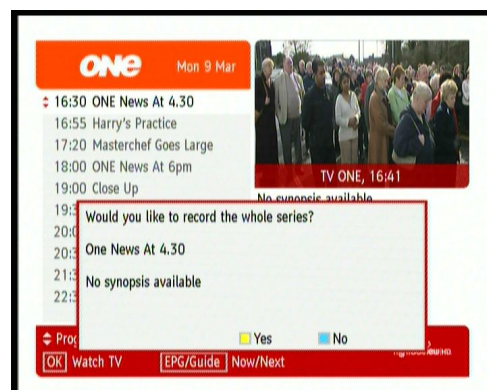 ONE Mon 9 Mar
16:30 ONE News At 4.30
16:55 Harry's Practice
17:20 Masterchef Goes Large
18:00 ONE News At 6pm
19:00 Close Up
TV ONE, 16:41
No synopsis available
Would you like to record the whole series?
One News At 4.30
No synopsis available
Yes No
OK Watch TV EPG/Guide Now/Next